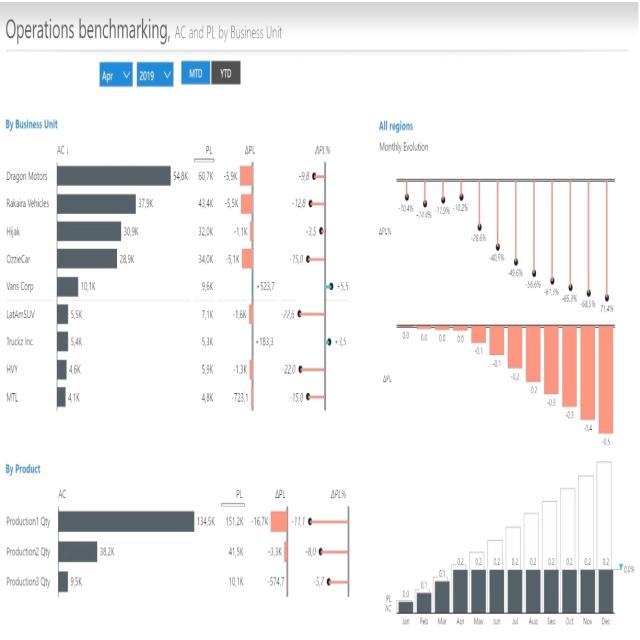 Operations benchmarking, AC and PL by Business Unit
Apr 2019 MTD YTD
By Business Unit
AC ↓ PL ΔPL ΔPL%
Dragon Motors 54,8K 60,7K -5,9K -9,8
Rakaira Vehicles 37,9K 43,4K -5,5K -12,8
Hijak 30,9K 32,0K -1,1K -3,5
OzzieCar 28,9K 34,0K -5,1K -15,0
Vans Corp 10,1K 9,6K +523,7 +5,5
LatAmSUV 5,5K 7,1K -1,6K -22,6
Truckz Inc. 5,4K 5,3K +183,3 +3,5
HVY 4,6K 5,9K -1,3K -22,0
MTL 4,1K 4,8K -723,1 -15,0
By Product
AC PL ΔPL ΔPL%
Production1 Qty 134,5K 151,2K -16,7K -11,1
Production2 Qty 38,2K 41,5K -3,3K -8,0
Production3 Qty 9,5K 10,1K -574,7 -5,7
All regions
Monthly Evolution
ΔPL%
-10,4% -14,4% -11,9% -10,2% -28,6% -40,5% -49,6% -56,6% -61,3% -65,3% -68,5% 71,4%
ΔPL
0,0 0,0 0,0 0,0 -0,1 -0,1 -0,2 -0,2 -0,3 -0,3 -0,4 -0,5
PL
AC
0,0 0,1 0,1 0,2 0,2 0,2 0,2 0,2 0,2 0,2 0,2 0,2 0,0%
Jan Feb Mar Apr May Jun Jul Aug Sep Oct Nov Dec